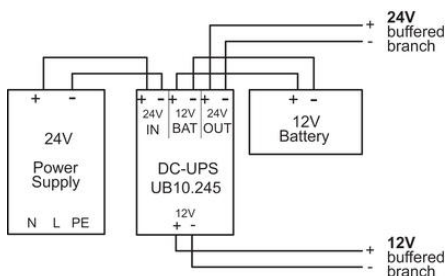 + 24V
- buffered
branch
+ -
24V
Power
Supply
N L PE
+ - + - + -
24V 12V 24V
IN BAT OUT
DC-UPS
UB10.245
12V
+ -
+ -
12V
Battery
+ 12V
buffered
- branch